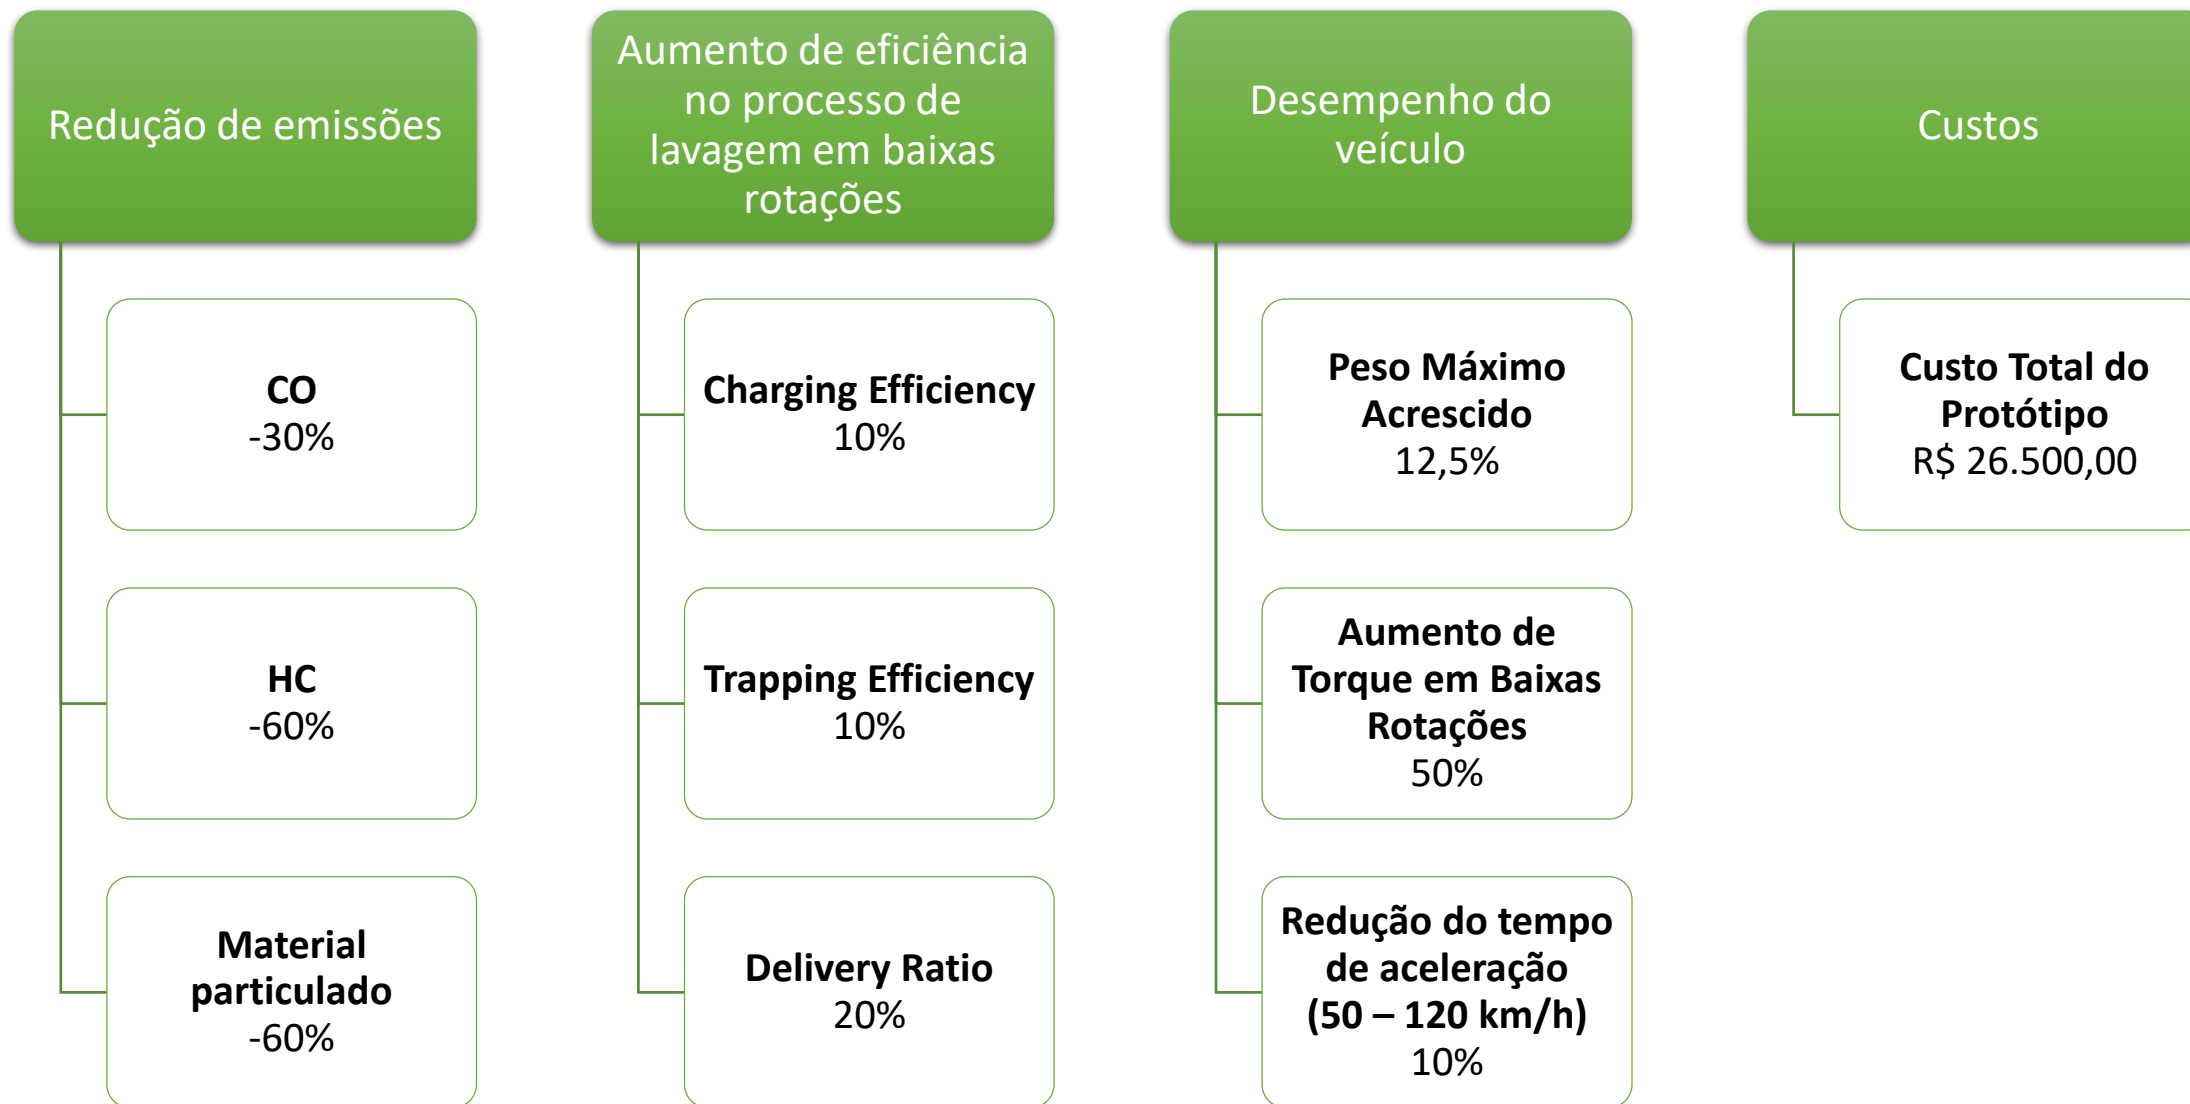 Redução de emissões
CO
-30%
HC
-60%
Material
particulado
-60%
Aumento de eficiência
no processo de
lavagem em baixas
rotações
Charging Efficiency
10%
Trapping Efficiency
10%
Delivery Ratio
20%
Desempenho do
veículo
Peso Máximo
Acrescido
12,5%
Aumento de
Torque em Baixas
Rotações
50%
Redução do tempo
de aceleração
(50 – 120 km/h)
10%
Custos
Custo Total do
Protótipo
R$ 26.500,00